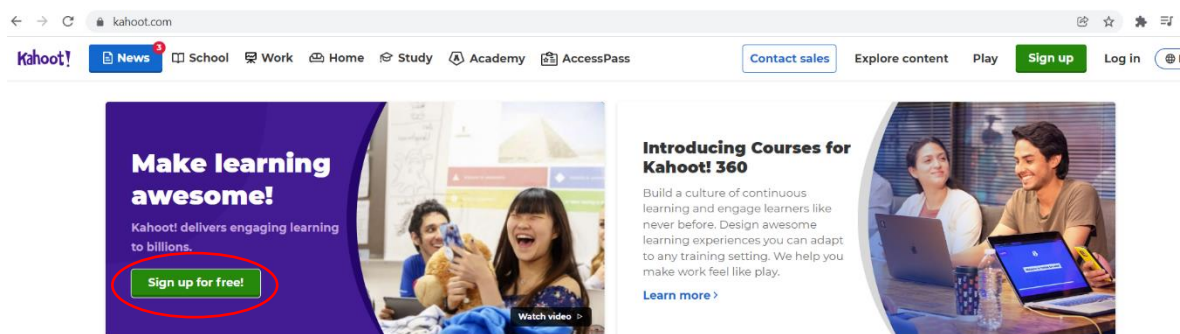 kahoot.com
Kahoot!
News
3
School
Work
Home
Study
Academy
AccessPass
Contact sales
Explore content
Play
Sign up
Log in
Make learning
awesome!
Kahoot! delivers engaging learning
to billions.
Sign up for free!
Watch video
Introducing Courses for
Kahoot! 360
Build a culture of continuous
learning and engage learners like
never before. Design awesome
learning experiences you can adapt
to any training setting. We help you
make work feel like play.
Learn more